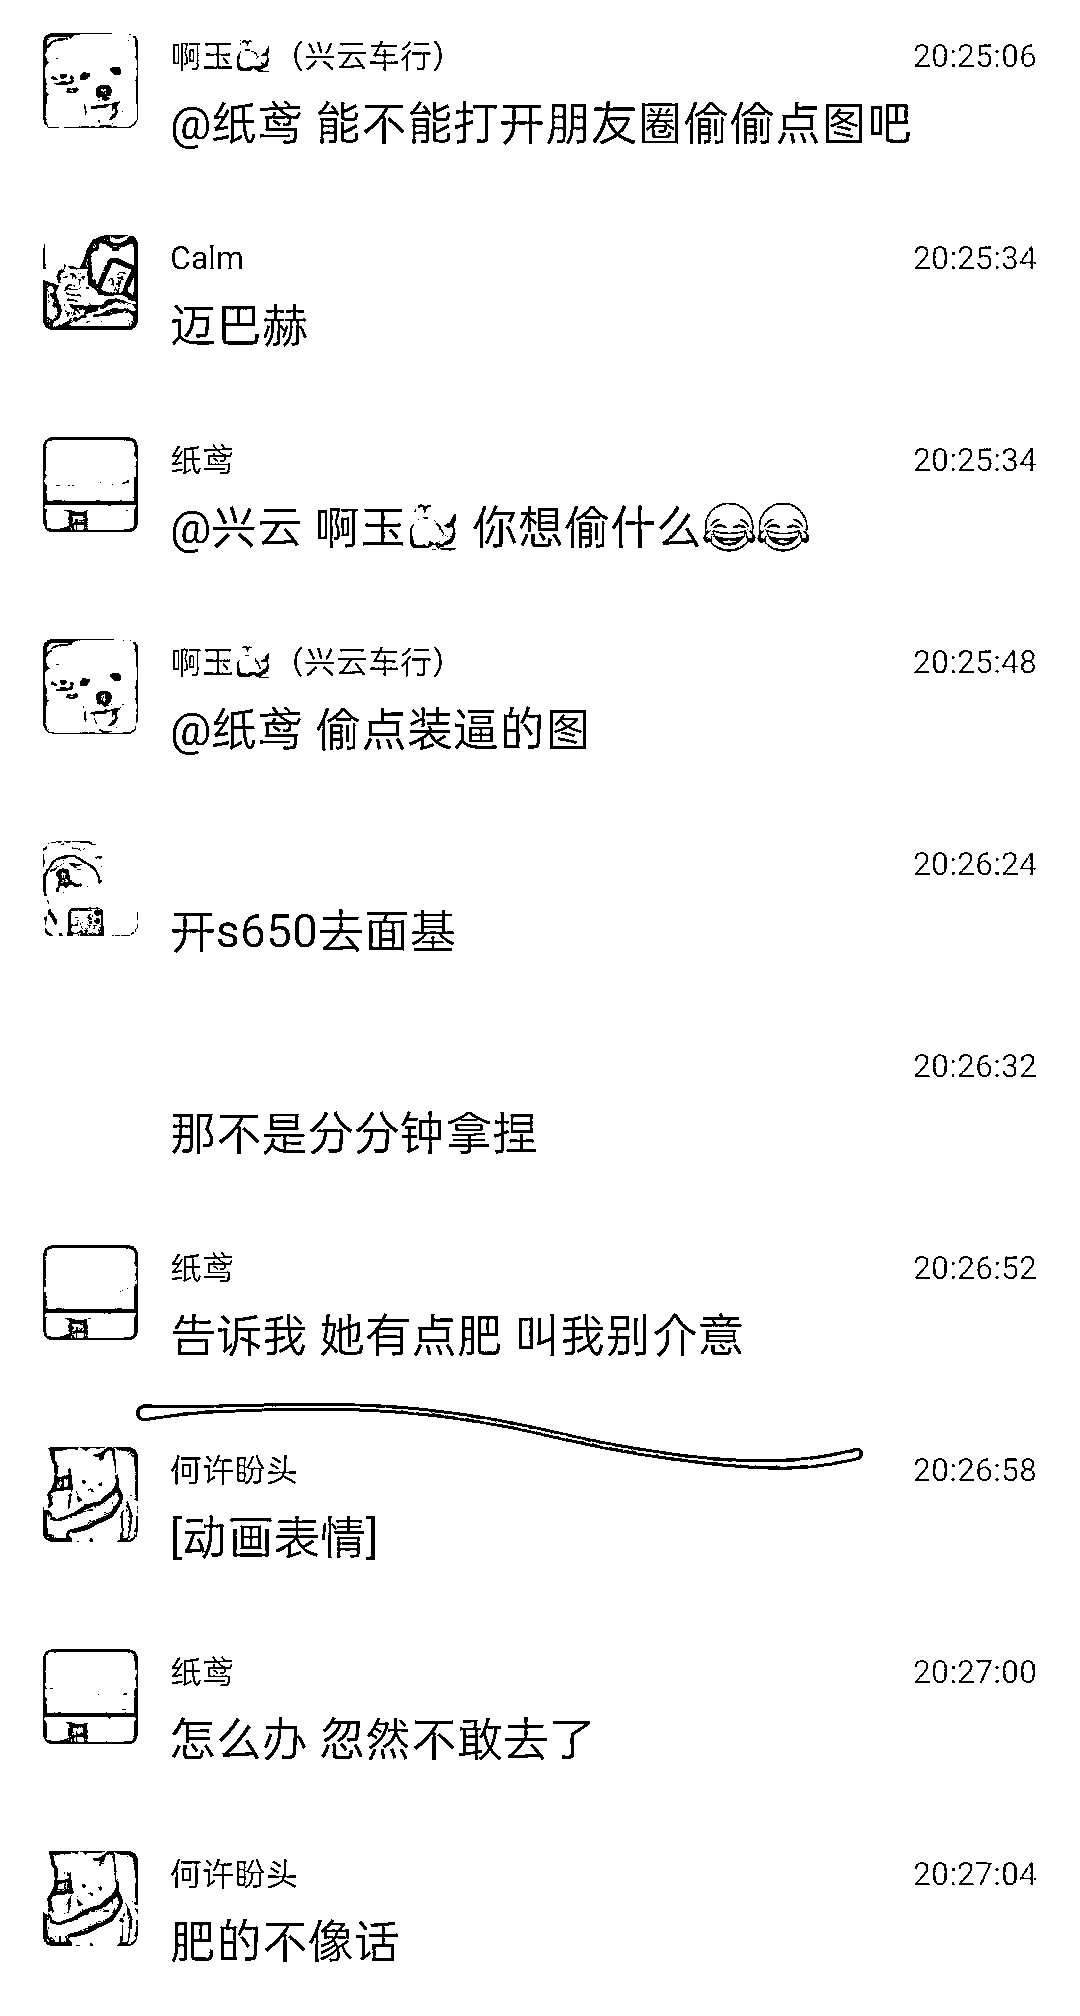 啊玉🐳（兴云车行）
20:25:06
@纸鸢 能不能打开朋友圈偷偷点图吧
Calm
20:25:34
迈巴赫
纸鸢
20:25:34
@兴云 啊玉🐳 你想偷什么😂😂
啊玉🐳（兴云车行）
20:25:48
@纸鸢 偷点装逼的图
20:26:24
开s650去面基
20:26:32
那不是分分钟拿捏
纸鸢
20:26:52
告诉我 她有点肥 叫我别介意
何许盼头
20:26:58
[动画表情]
纸鸢
20:27:00
怎么办 忽然不敢去了
何许盼头
20:27:04
肥的不像话